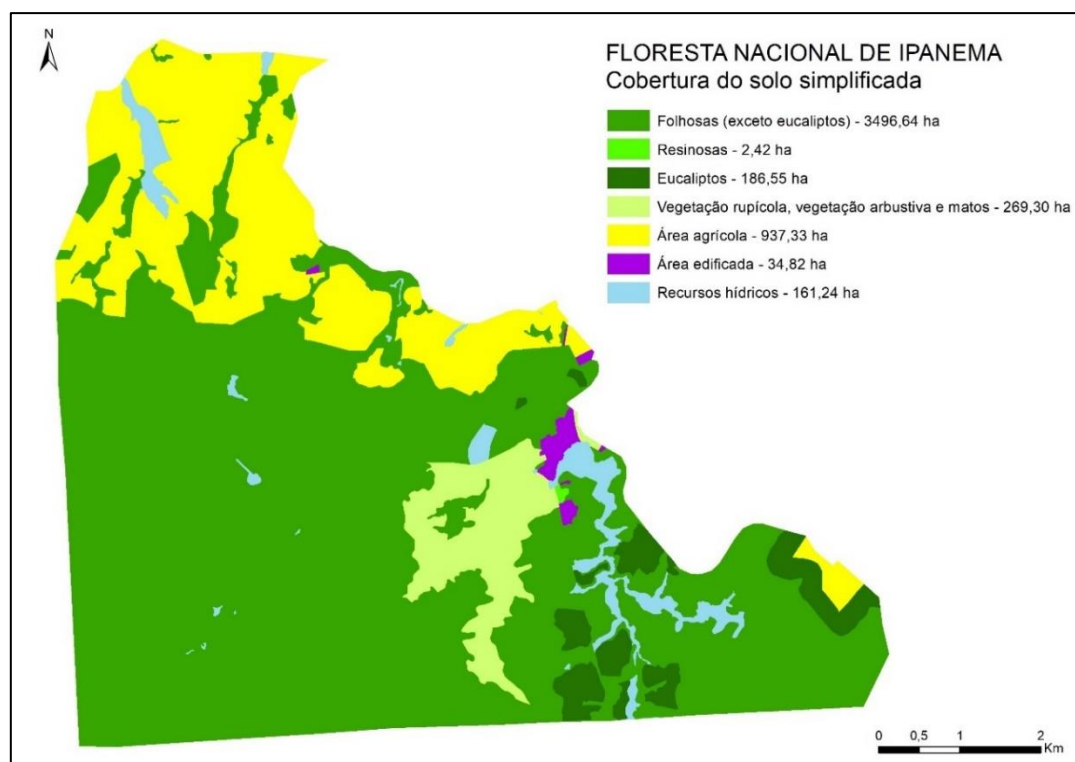 N
FLORESTA NACIONAL DE IPANEMA
Cobertura do solo simplificada
Folhosas (exceto eucaliptos) - 3496,64 ha
Resinosas - 2,42 ha
Eucaliptos - 186,55 ha
Vegetação rupícola, vegetação arbustiva e matos - 269,30 ha
Área agrícola - 937,33 ha
Área edificada - 34,82 ha
Recursos hídricos - 161,24 ha
0 0,5 1 2
Km